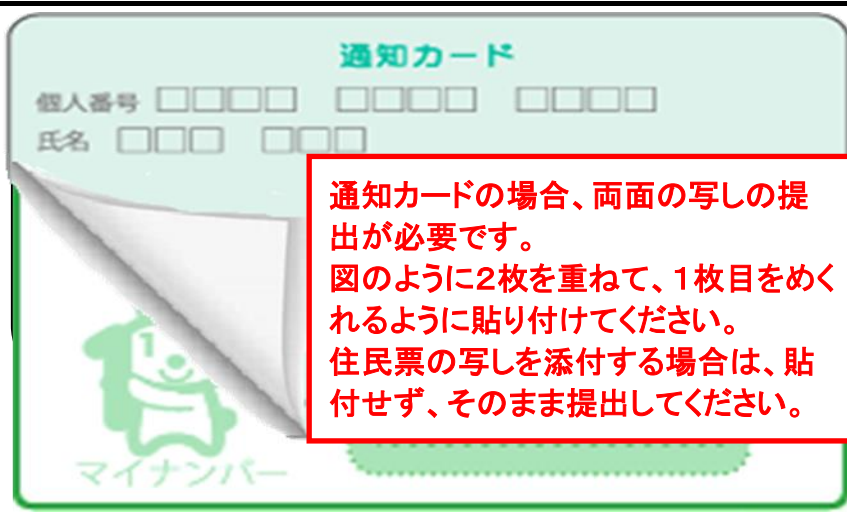 通知カード
個人番号 □□□□ □□□□ □□□□
氏名 □□□ □□□
通知カードの場合、両面の写しの提
出が必要です。
図のように２枚を重ねて、１枚目をめく
れるように貼り付けてください。
住民票の写しを添付する場合は、貼
付せず、そのまま提出してください。
1
マイナンバー